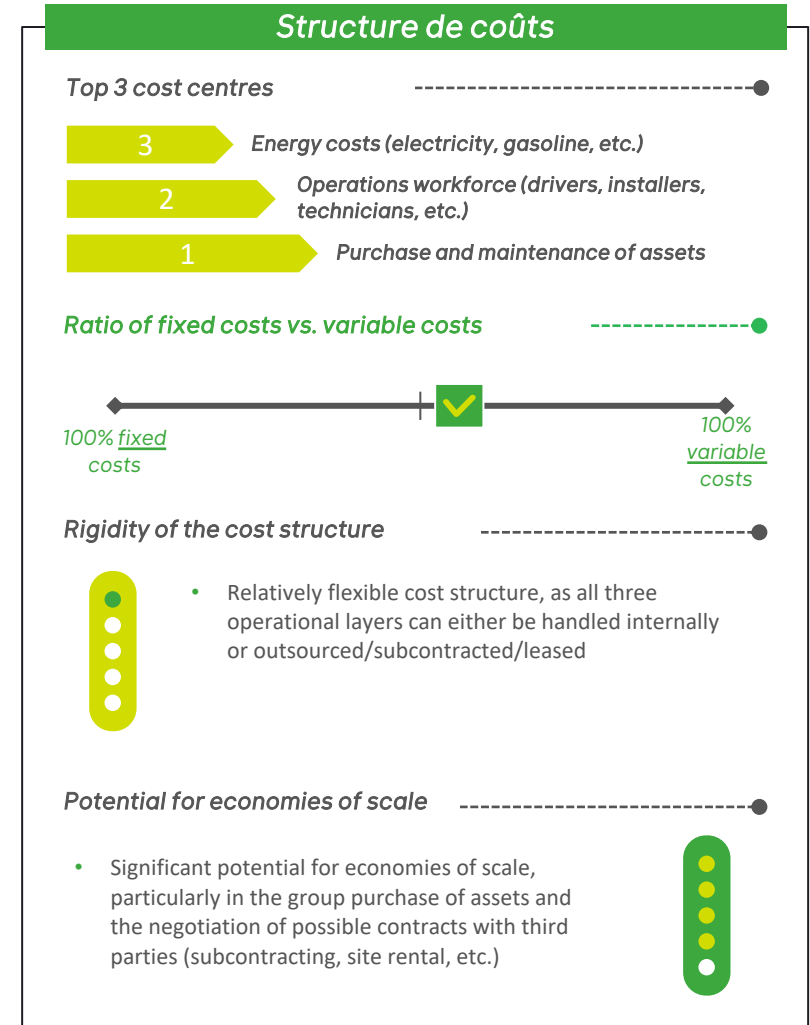 Structure de coûts
Top 3 cost centres
3
Energy costs (electricity, gasoline, etc.)
2
Operations workforce (drivers, installers,
technicians, etc.)
1
Purchase and maintenance of assets
Ratio of fixed costs vs. variable costs
100% fixed
costs
100%
variable
costs
Rigidity of the cost structure
• Relatively flexible cost structure, as all three
operational layers can either be handled internally
or outsourced/subcontracted/leased
Potential for economies of scale
• Significant potential for economies of scale,
particularly in the group purchase of assets and
the negotiation of possible contracts with third
parties (subcontracting, site rental, etc.)